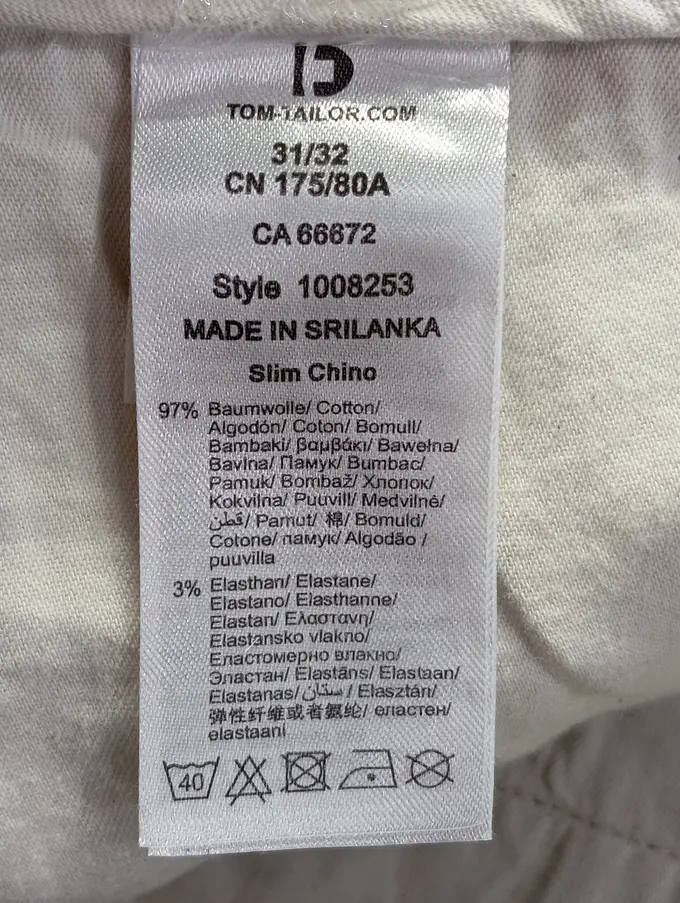 TOM-TAILOR.COM
31/32
CN 175/80A
CA 66672
Style 1008253
MADE IN SRILANKA
Slim Chino
97% Baumwolle/ Cotton/
Algodón/ Coton/ Bomull/
Bambaki/ βαμβάκι/ Bawełna/
Bavlna/ Памук/ Bumbac/
Pamuk/ Bombaž/ Хлопок/
Kokvilna/ Puuvill/ Medvilnė/
قطن/ Pamut/ 棉/ Bomuld/
Cotone/ памук/ Algodão /
puuvilla
3% Elasthan/ Elastane/
Elastano/ Elasthanne/
Elastan/ Ελαστανη/
Elastansko vlakno/
Еластомерно влакно/
Эластан/ Elastāns/ Elastaan/
Elastanas/ ستان/ Elasztán/
弹性纤维或者氨纶/ еластен/
elastaani
40